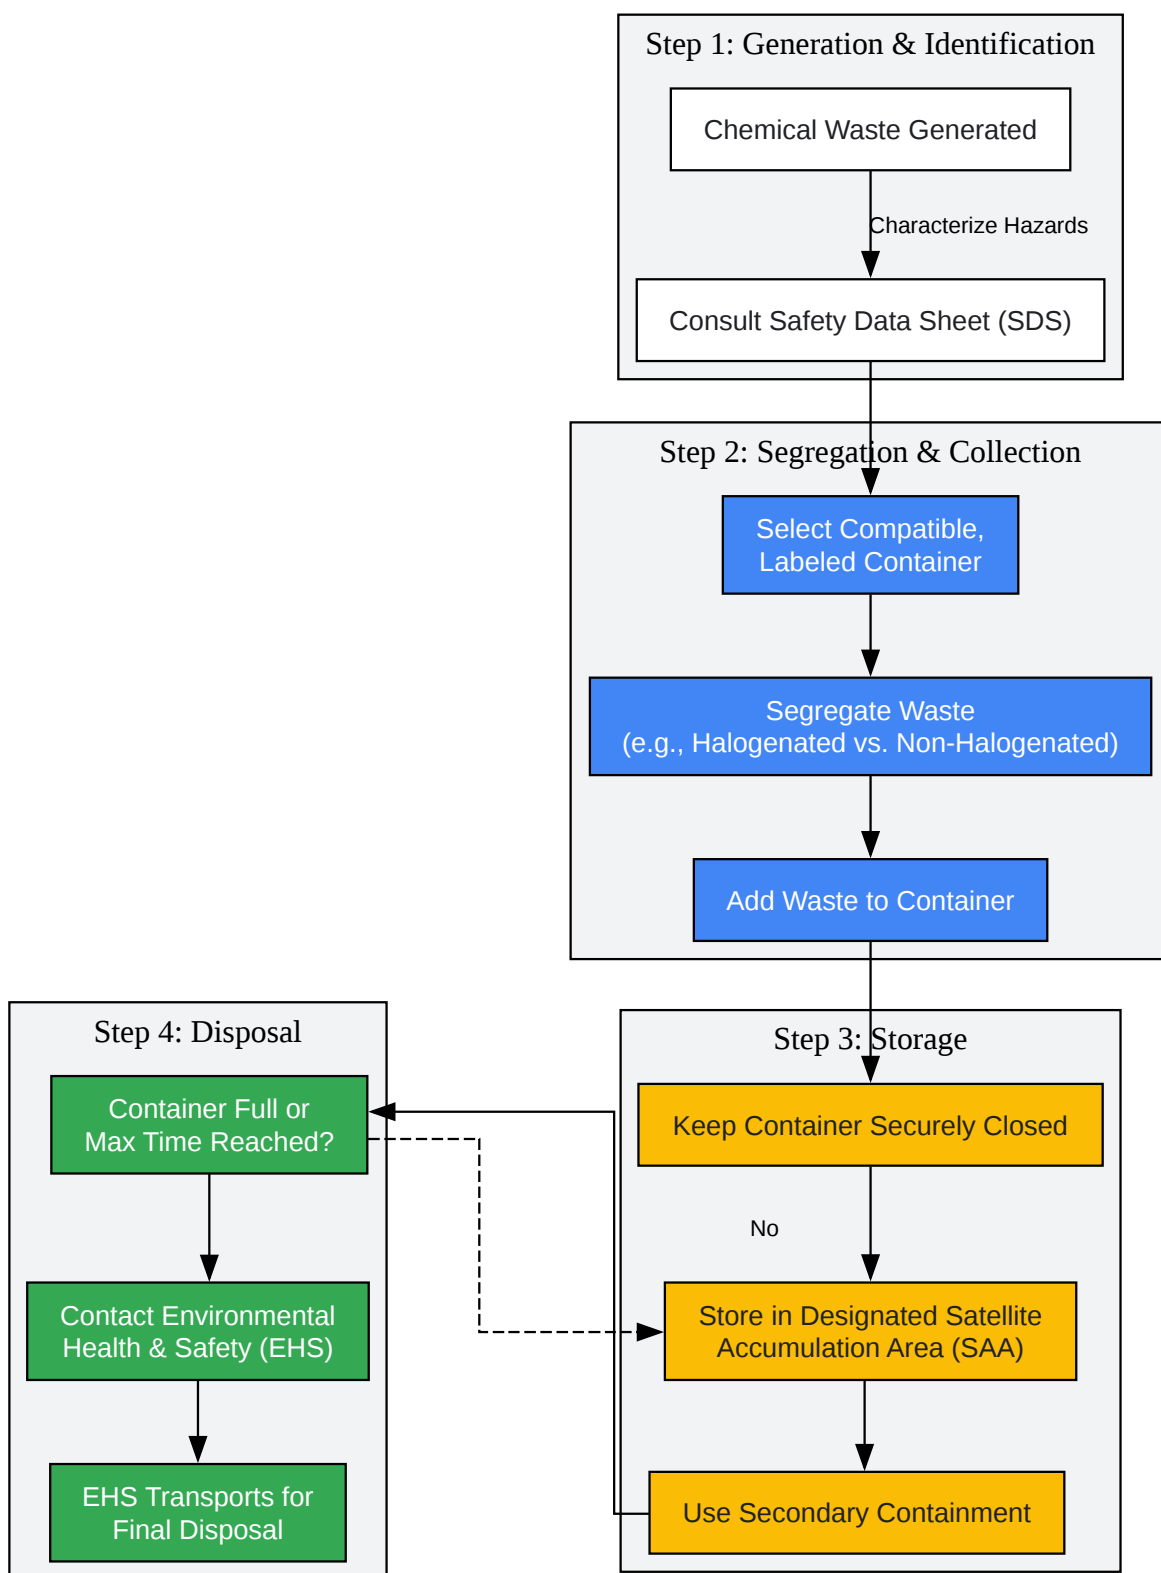 Step 1: Generation & Identification
Chemical Waste Generated
Characterize Hazards
Consult Safety Data Sheet (SDS)
Step 2: Segregation & Collection
Select Compatible,
Labeled Container
Segregate Waste
(e.g., Halogenated vs. Non-Halogenated)
Add Waste to Container
Step 3: Storage
Keep Container Securely Closed
No
Store in Designated Satellite
Accumulation Area (SAA)
Use Secondary Containment
Step 4: Disposal
Container Full or
Max Time Reached?
Contact Environmental
Health & Safety (EHS)
EHS Transports for
Final Disposal